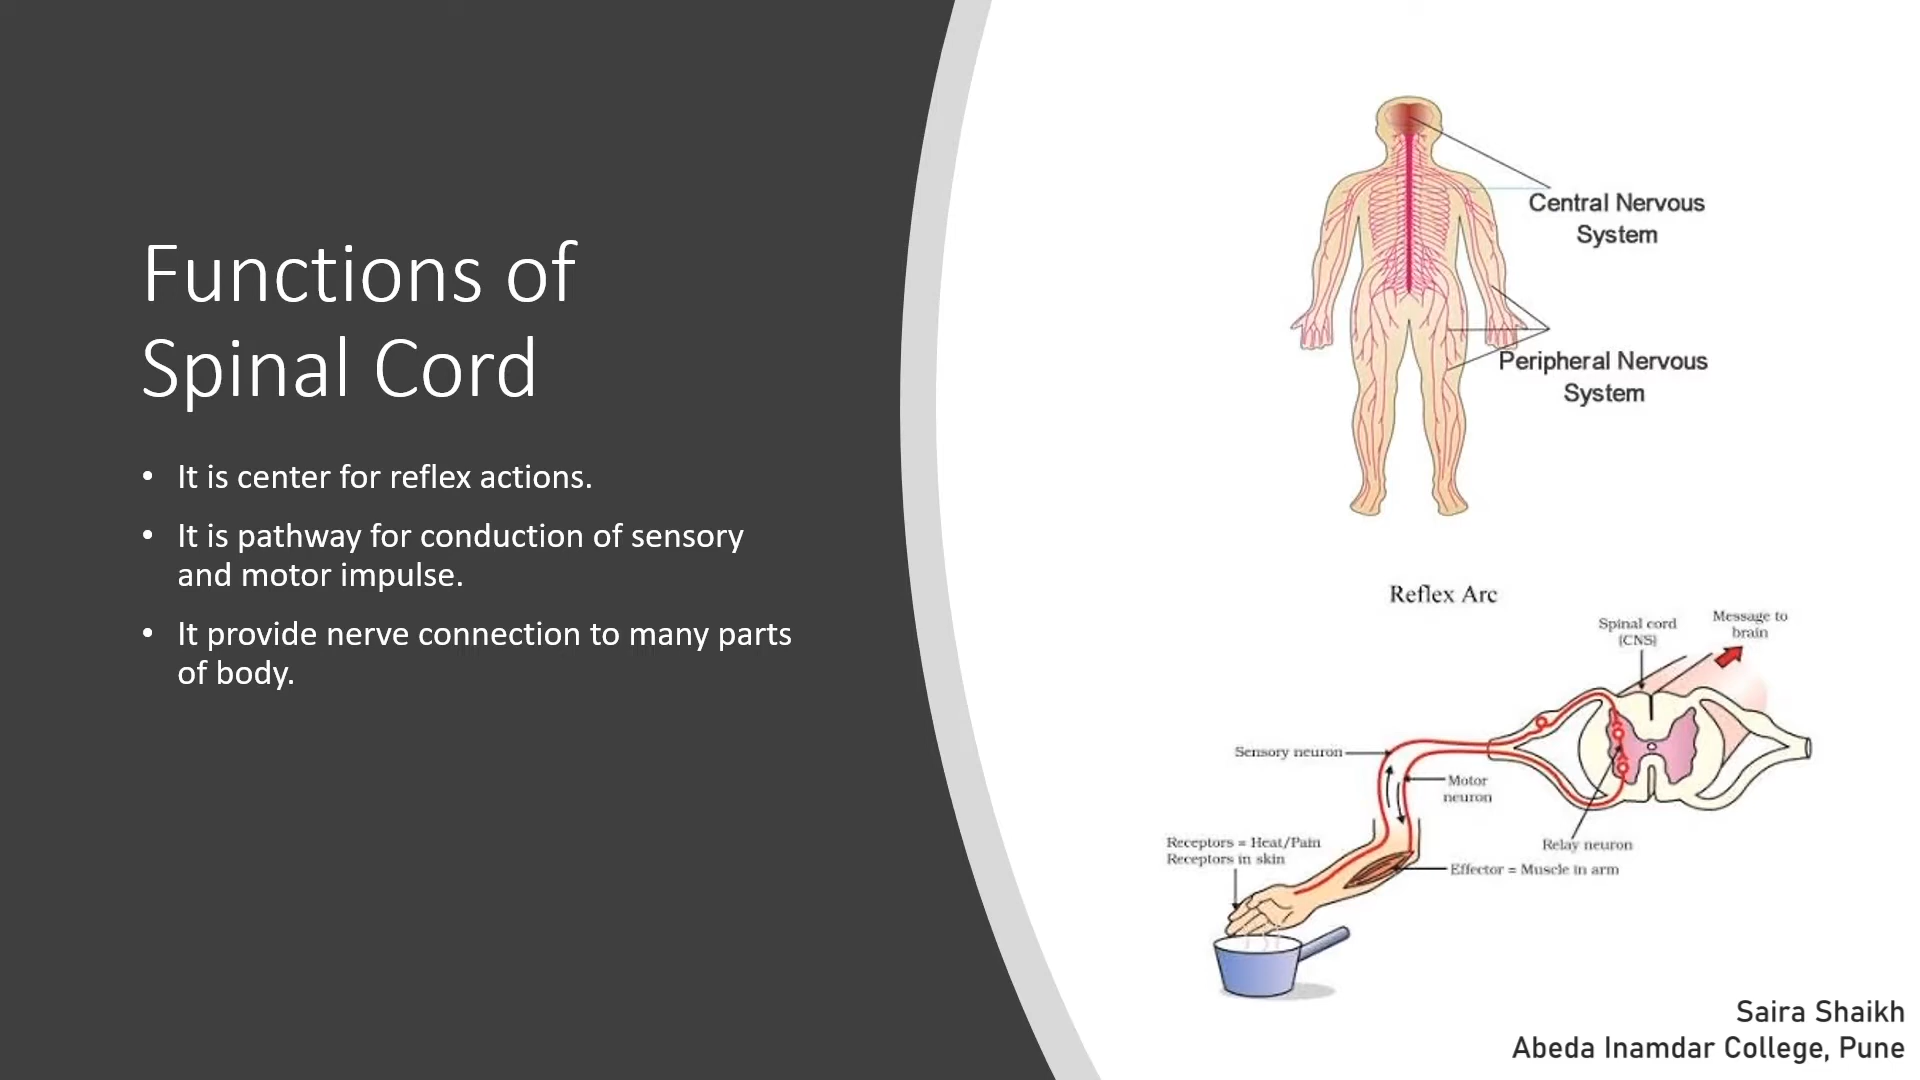 Functions of
Spinal Cord
• It is center for reflex actions.
• It is pathway for conduction of sensory
and motor impulse.
• It provide nerve connection to many parts
of body.
Central Nervous
System
Peripheral Nervous
System
Reflex Arc
Spinal cord
(CNS)
Message to
brain
Sensory neuron
Motor
neuron
Receptors = Heat/Pain
Receptors in skin
Relay neuron
Effector = Muscle in arm
Saira Shaikh
Abeda Inamdar College, Pune